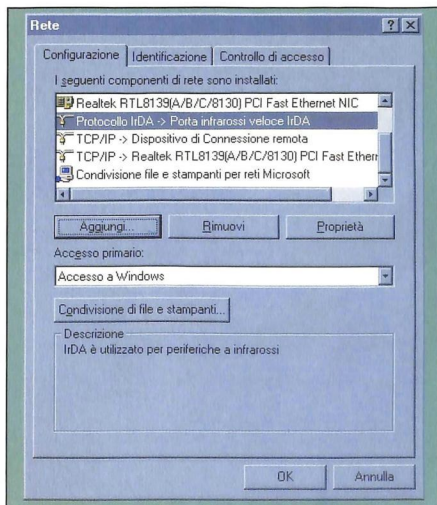 Rete
Configurazione Identificazione Controllo di accesso
I seguenti componenti di rete sono installati:
Realtek RTL8139(A/B/C/8130) PCI Fast Ethernet NIC
Protocollo IrDA -> Porta infrarossi veloce IrDA
TCP/IP -> Dispositivo di Connessione remota
TCP/IP -> Realtek RTL8139(A/B/C/8130) PCI Fast Ethern
Condivisione file e stampanti per reti Microsoft
Aggiungi... Rimuovi Proprietà
Accesso primario:
Accesso a Windows
Condivisione di file e stampanti...
Descrizione
IrDA è utilizzato per periferiche a infrarossi
OK Annulla